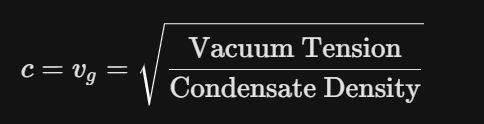 c = v_g = √(Vacuum Tension / Condensate Density)